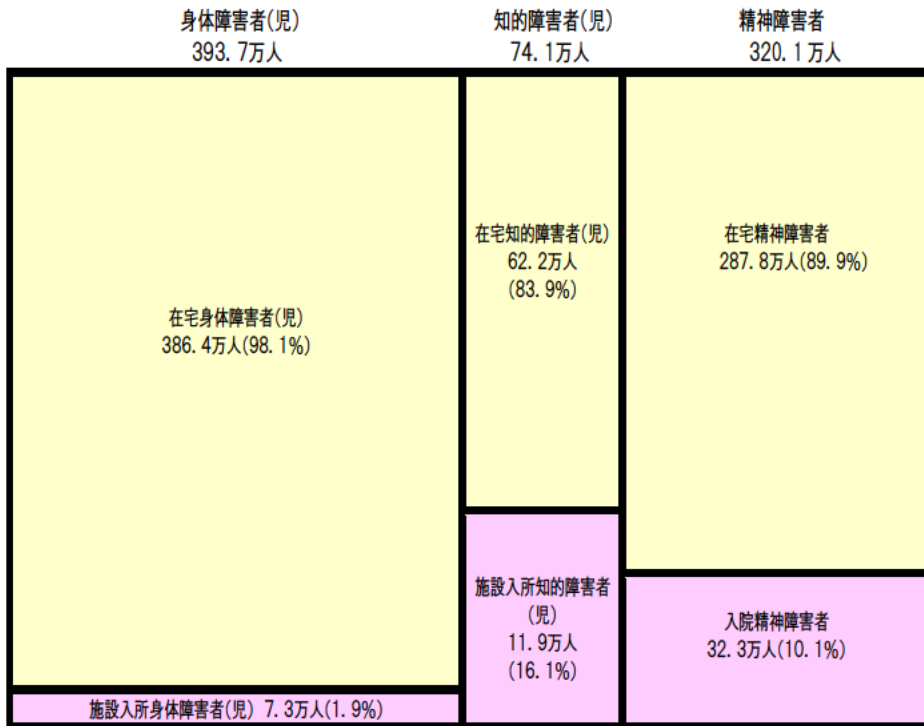 身体障害者(児)
393.7万人
知的障害者(児)
74.1万人
精神障害者
320.1万人
在宅身体障害者(児)
386.4万人(98.1%)
在宅知的障害者(児)
62.2万人
(83.9%)
在宅精神障害者
287.8万人(89.9%)
施設入所身体障害者(児) 7.3万人(1.9%)
施設入所知的障害者
(児)
11.9万人
(16.1%)
入院精神障害者
32.3万人(10.1%)